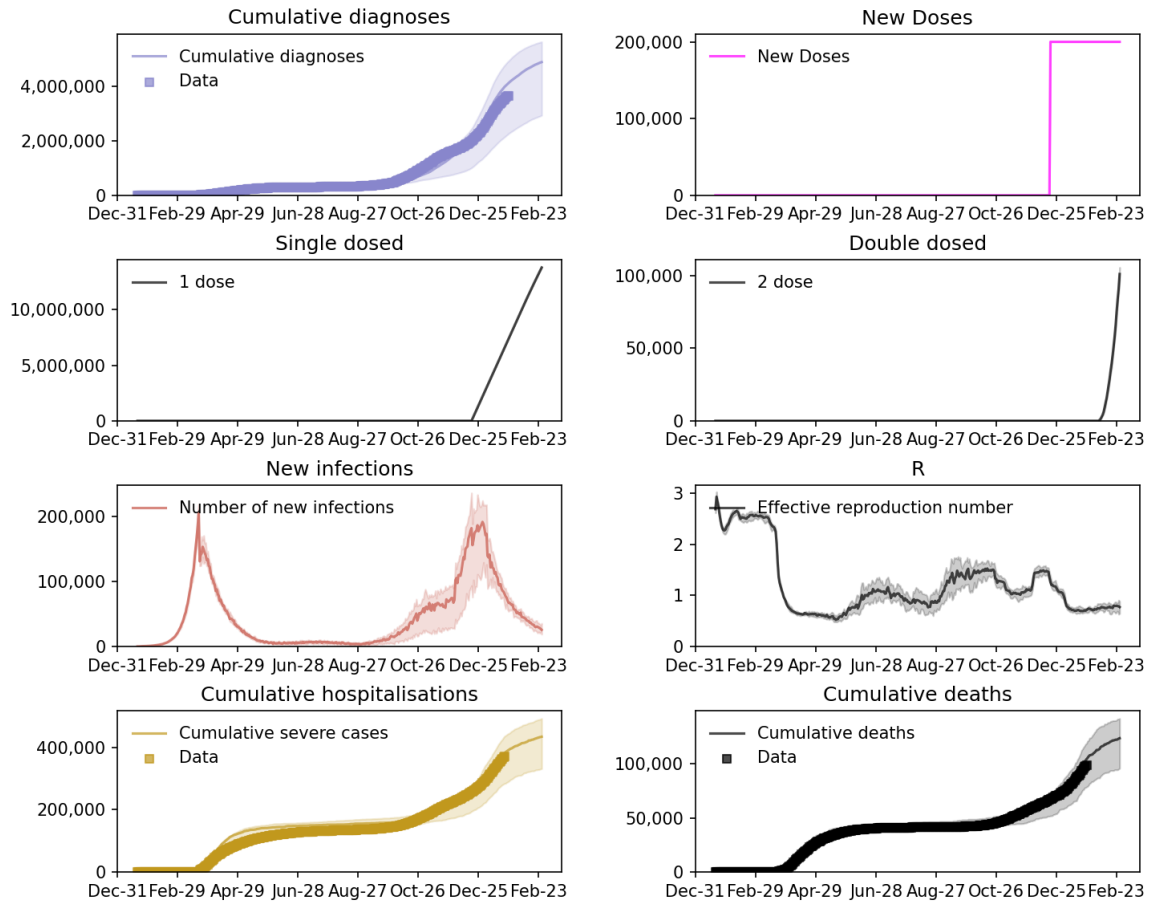 Cumulative diagnoses
Cumulative diagnoses
Data
4,000,000
2,000,000
0
Dec-31 Feb-29 Apr-29 Jun-28 Aug-27 Oct-26 Dec-25 Feb-23
New Doses
New Doses
200,000
100,000
0
Dec-31 Feb-29 Apr-29 Jun-28 Aug-27 Oct-26 Dec-25 Feb-23
Single dosed
1 dose
10,000,000
5,000,000
0
Dec-31 Feb-29 Apr-29 Jun-28 Aug-27 Oct-26 Dec-25 Feb-23
Double dosed
2 dose
100,000
50,000
0
Dec-31 Feb-29 Apr-29 Jun-28 Aug-27 Oct-26 Dec-25 Feb-23
New infections
Number of new infections
200,000
100,000
0
Dec-31 Feb-29 Apr-29 Jun-28 Aug-27 Oct-26 Dec-25 Feb-23
R
Effective reproduction number
3
2
1
0
Dec-31 Feb-29 Apr-29 Jun-28 Aug-27 Oct-26 Dec-25 Feb-23
Cumulative hospitalisations
Cumulative severe cases
Data
400,000
200,000
0
Dec-31 Feb-29 Apr-29 Jun-28 Aug-27 Oct-26 Dec-25 Feb-23
Cumulative deaths
Cumulative deaths
Data
100,000
50,000
0
Dec-31 Feb-29 Apr-29 Jun-28 Aug-27 Oct-26 Dec-25 Feb-23